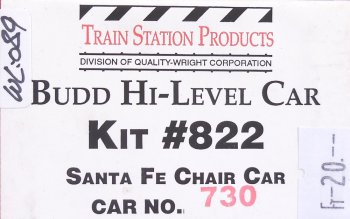 TRAIN STATION PRODUCTS
DIVISION OF QUALITY-WRIGHT CORPORATION
BUDD HI-LEVEL CAR
KIT #822
SANTA FE CHAIR CAR
CAR NO. 730
WL:089
Fr 20.--